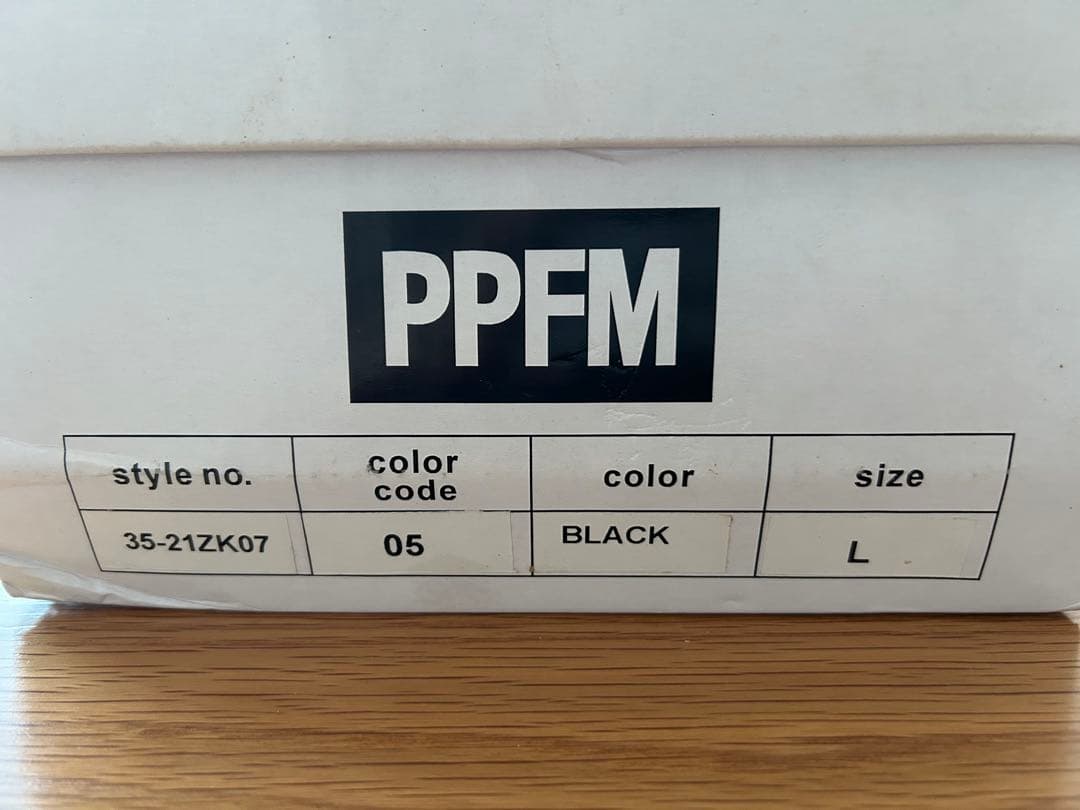 PPFM
style no.
color code
color
size
35-21ZK07
05
BLACK
L